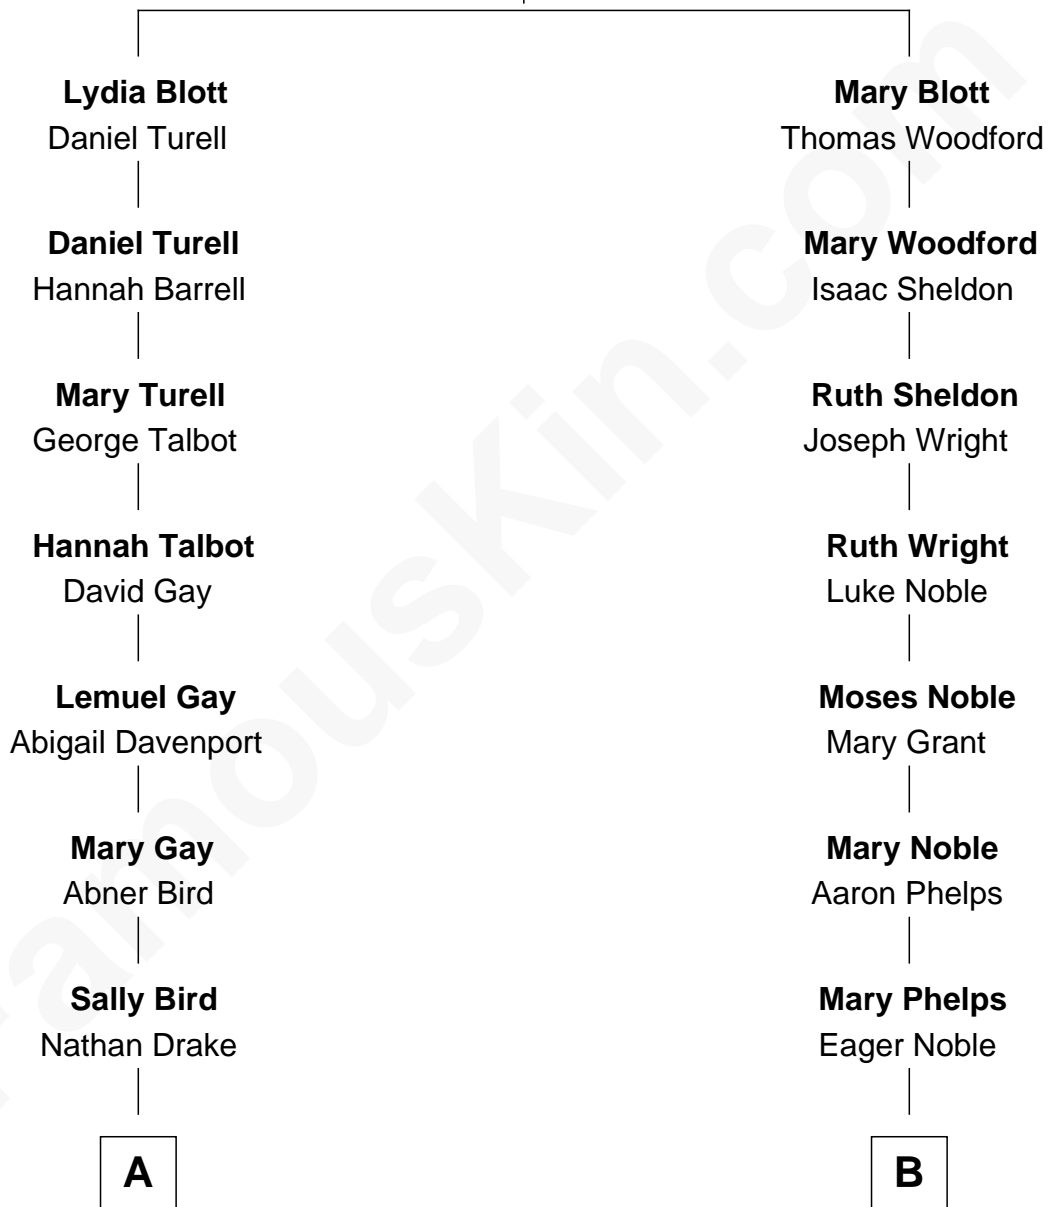 Lydia Blott
Daniel Turell
Daniel Turell
Hannah Barrell
Mary Turell
George Talbot
Hannah Talbot
David Gay
Lemuel Gay
Abigail Davenport
Mary Gay
Abner Bird
Sally Bird
Nathan Drake
A
Mary Blott
Thomas Woodford
Mary Woodford
Isaac Sheldon
Ruth Sheldon
Joseph Wright
Ruth Wright
Luke Noble
Moses Noble
Mary Grant
Mary Noble
Aaron Phelps
Mary Phelps
Eager Noble
B
FamousKin.com